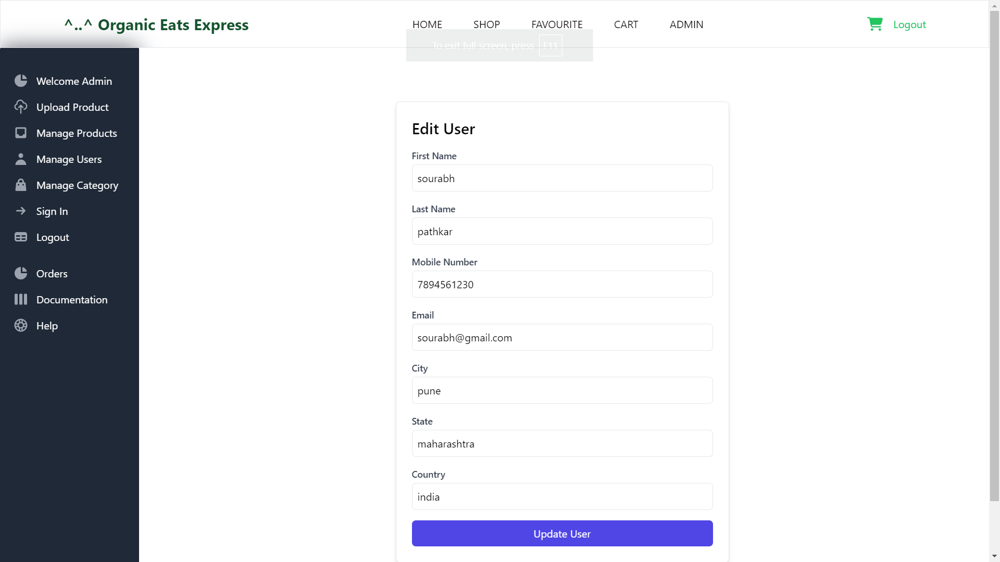 ^..^ Organic Eats Express
HOME SHOP FAVOURITE CART ADMIN
Logout
To exit full screen, press F11
Welcome Admin
Upload Product
Manage Products
Manage Users
Manage Category
Sign In
Logout
Orders
Documentation
Help
Edit User
First Name
sourabh
Last Name
pathkar
Mobile Number
7894561230
Email
sourabh@gmail.com
City
pune
State
maharashtra
Country
india
Update User